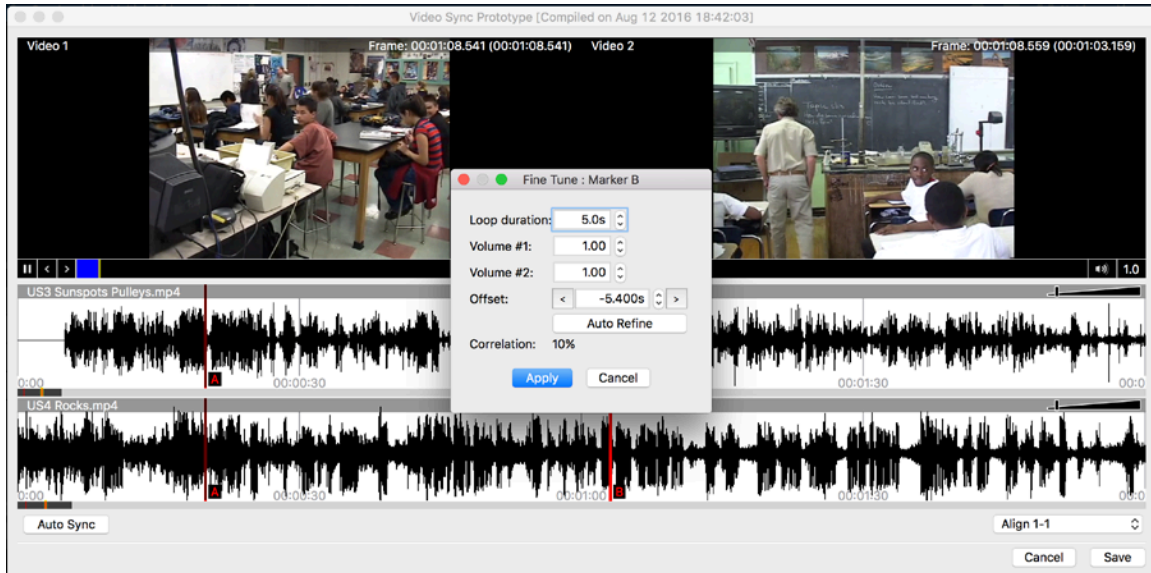 Video Sync Prototype [Compiled on Aug 12 2016 18:42:03]
Video 1
Frame: 00:01:08.541 (00:01:08.541)
Video 2
Frame: 00:01:08.559 (00:01:03.159)
Fine Tune : Marker B
Loop duration: 5.0s
Volume #1: 1.00
Volume #2: 1.00
Offset: < -5.400s >
Auto Refine
Correlation: 10%
Apply Cancel
< >
1.0
US3 Sunspots Pulleys.mp4
A
0:00 00:00:30 00:01:30 00:0
US4 Rocks.mp4
A B
0:00 00:00:30 00:01:00 00:01:30 00:0
Auto Sync
Align 1-1
Cancel Save